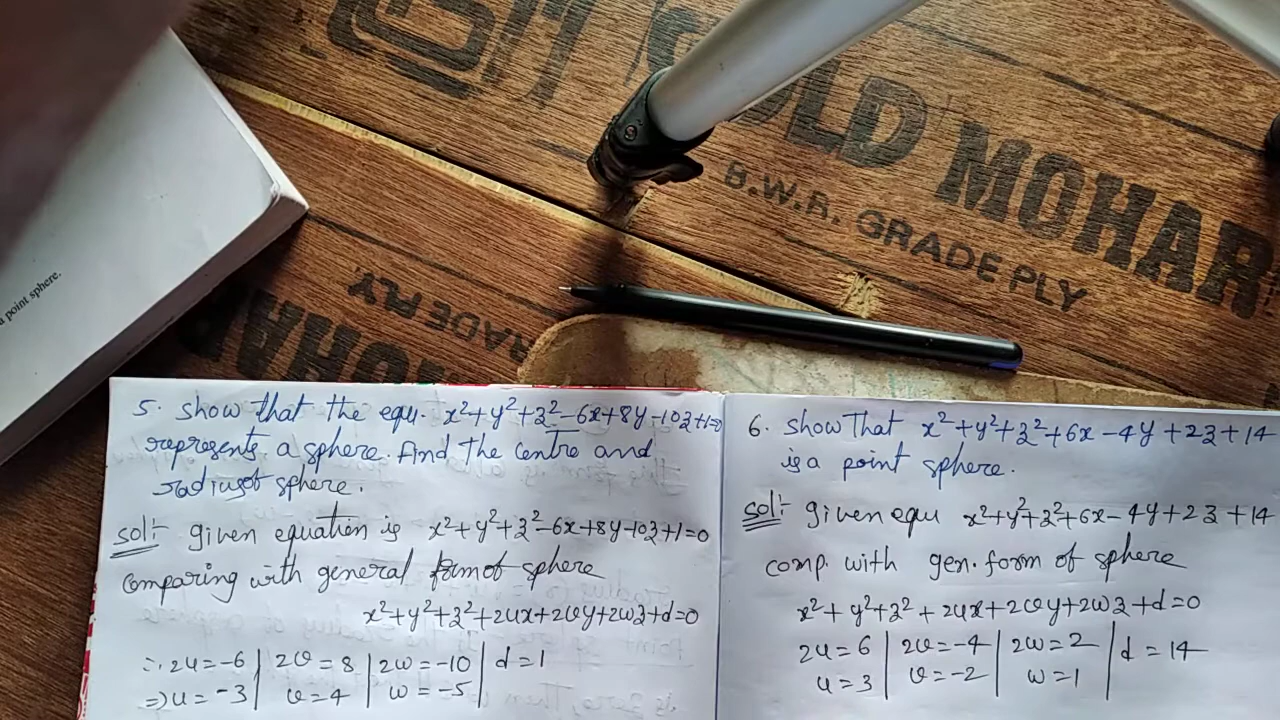 GOLD MOHAR
B.W.R. GRADE PLY
a point sphere.
5. Show that the equ. x²+y²+z²-6x+8y-10z+1=0
represents a sphere. Find the Centre and
radius of sphere.
Sol:- given equation is x²+y²+z²-6x+8y-10z+1=0
Comparing with general form of sphere
x²+y²+z²+2ux+2vy+2wz+d=0
∴ 2u=-6 | 2v=8 | 2w=-10 | d=1
⇒ u=-3 | v=4 | w=-5
6. Show That x²+y²+z²+6x-4y+2z+14
is a point sphere.
Sol:- Given equ x²+y²+z²+6x-4y+2z+14
comp. with gen. form of sphere
x²+y²+z²+2ux+2vy+2wz+d=0
2u=6 | 2v=-4 | 2w=2 | d=14
u=3 | v=-2 | w=1